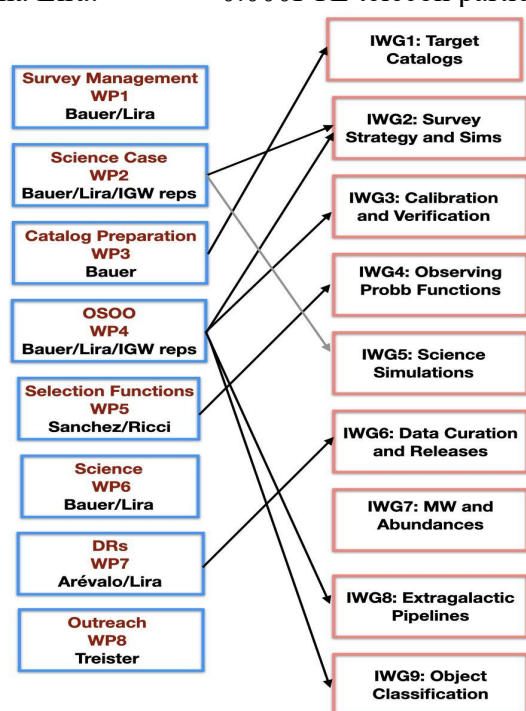 Survey Management
WP1
Bauer/Lira
Science Case
WP2
Bauer/Lira/IGW reps
Catalog Preparation
WP3
Bauer
OSOO
WP4
Bauer/Lira/IGW reps
Selection Functions
WP5
Sanchez/Ricci
Science
WP6
Bauer/Lira
DRs
WP7
Arévalo/Lira
Outreach
WP8
Treister
IWG1: Target
Catalogs
IWG2: Survey
Strategy and Sims
IWG3: Calibration
and Verification
IWG4: Observing
Probb Functions
IWG5: Science
Simulations
IWG6: Data Curation
and Releases
IWG7: MW and
Abundances
IWG8: Extragalactic
Pipelines
IWG9: Object
Classification